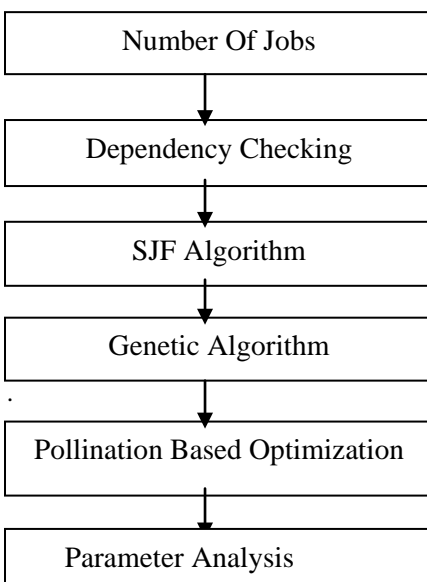 Number Of Jobs
Dependency Checking
SJF Algorithm
Genetic Algorithm
.
Pollination Based Optimization
Parameter Analysis